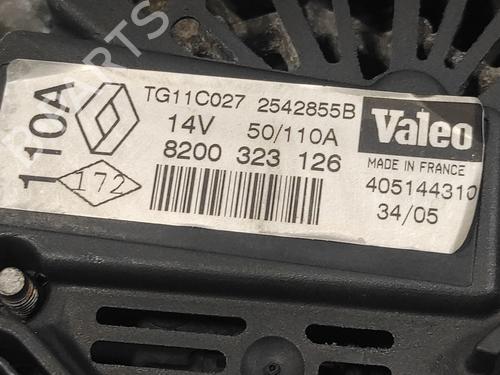 110A
172
TG11C027 2542855B
14V 50/110A
8200 323 126
Valeo
MADE IN FRANCE
405144310
34/05